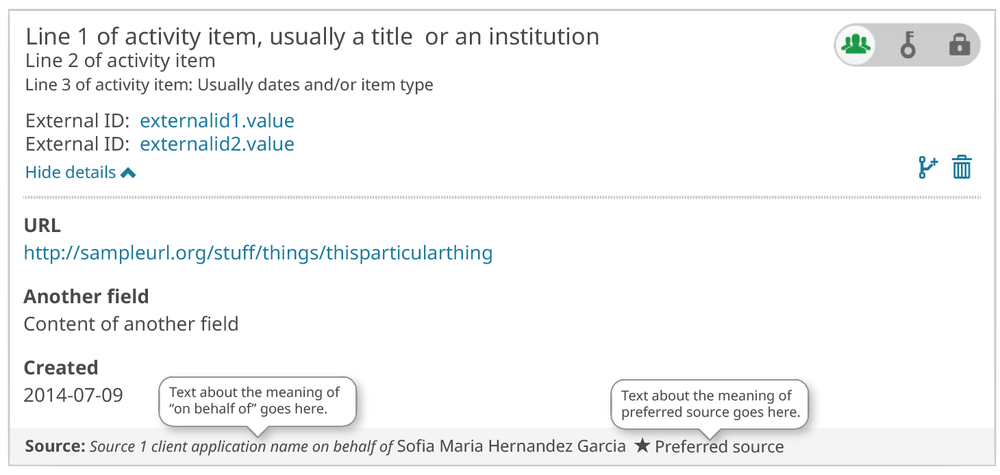 Line 1 of activity item, usually a title  or an institution
Line 2 of activity item
Line 3 of activity item: Usually dates and/or item type
External ID: externalid1.value
External ID: externalid2.value
Hide details
URL
http://sampleurl.org/stuff/things/thisparticularthing
Another field
Content of another field
Created
2014-07-09
Text about the meaning of
“on behalf of” goes here.
Text about the meaning of
preferred source goes here.
Source: Source 1 client application name on behalf of Sofia Maria Hernandez Garcia ★ Preferred source